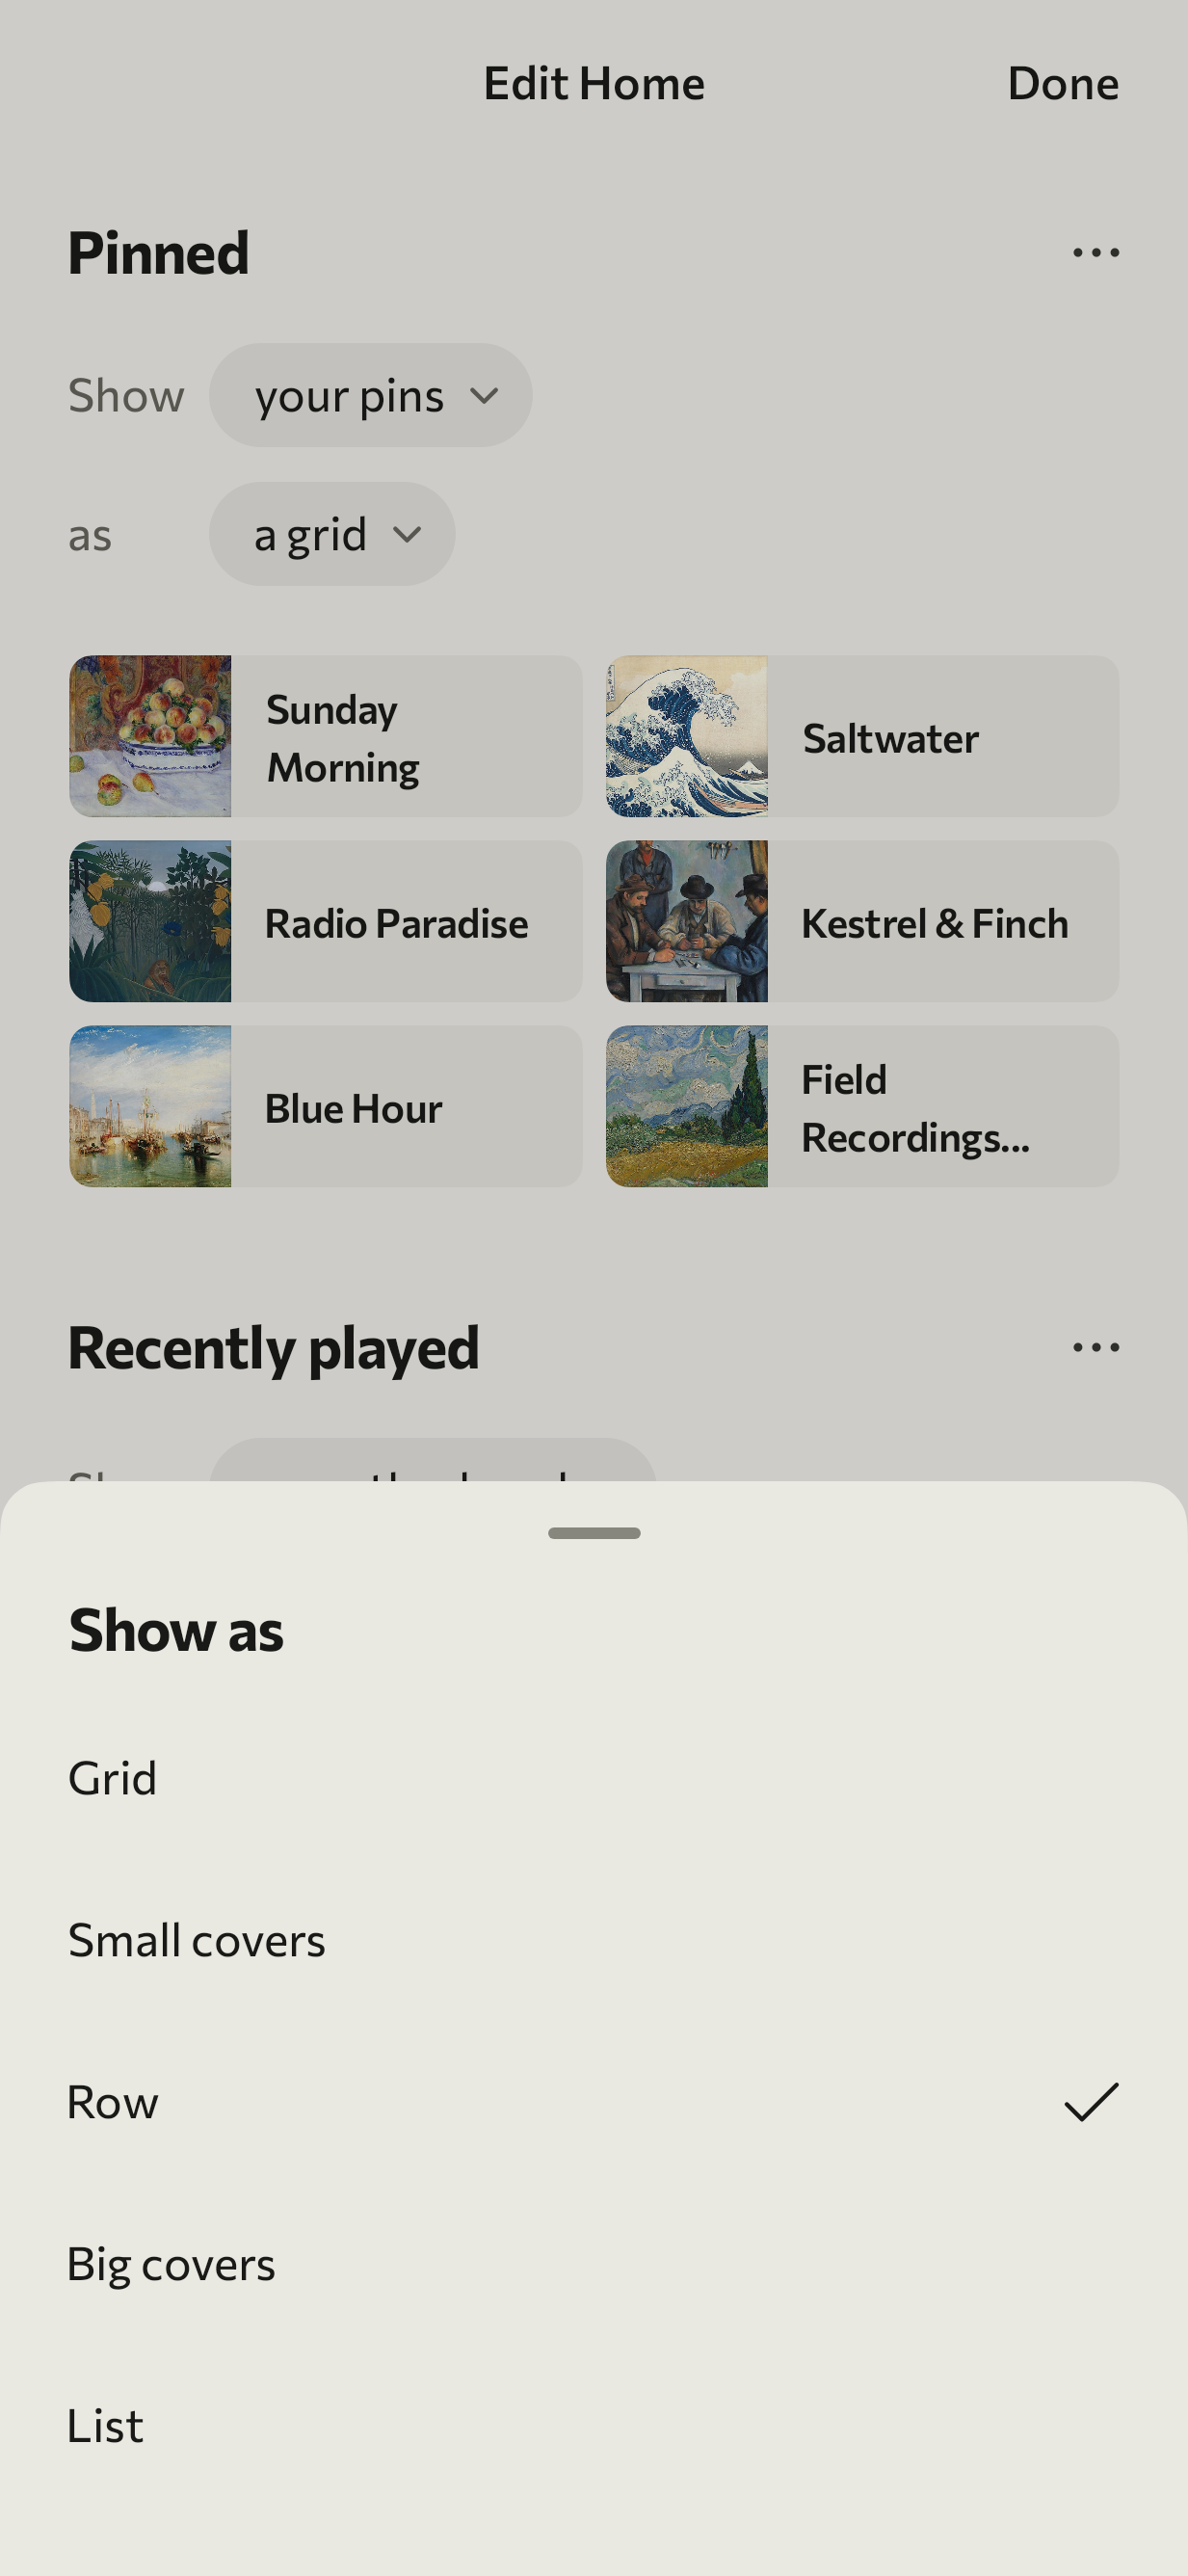 Edit Home
Done
Pinned
Show your pins
as a grid
Sunday
Morning
Saltwater
Radio Paradise
Kestrel & Finch
Blue Hour
Field
Recordings...
Recently played
Show as
Grid
Small covers
Row
Big covers
List